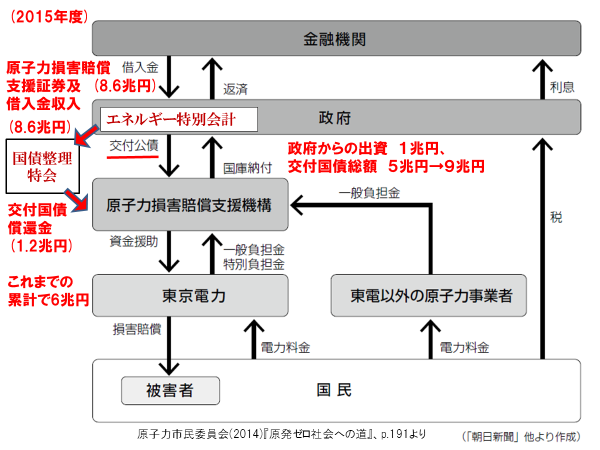 (2015年度)
金融機関
原子力損害賠償
支援証券及 (8.6兆円)
借入金収入
(8.6兆円)
借入金
返済
利息
エネルギー特別会計
政府
国債整理
特会
交付公債
国庫納付
政府からの出資 1兆円、
交付国債総額 5兆円→9兆円
原子力損害賠償支援機構
一般負担金
税
交付国債
償還金
(1.2兆円)
資金援助
一般負担金
特別負担金
これまでの
累計で6兆円
東京電力
東電以外の原子力事業者
損害賠償
電力料金
電力料金
被害者
国民
原子力市民委員会(2014)『原発ゼロ社会への道』、p.191より
(『朝日新聞』他より作成)